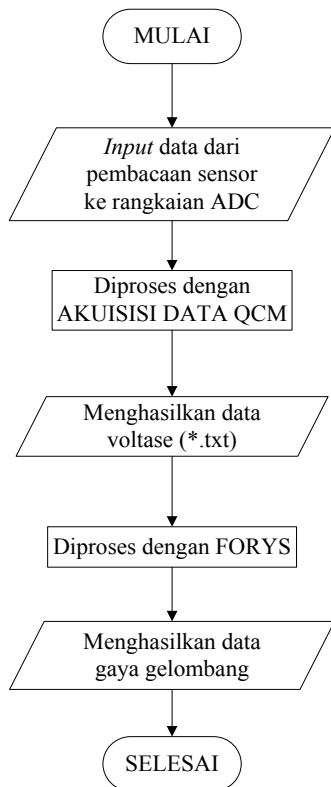 MULAI
Input data dari
pembacaan sensor
ke rangkaian ADC
Diproses dengan
AKUISISI DATA QCM
Menghasilkan data
voltase (*.txt)
Diproses dengan FORYS
Menghasilkan data
gaya gelombang
SELESAI